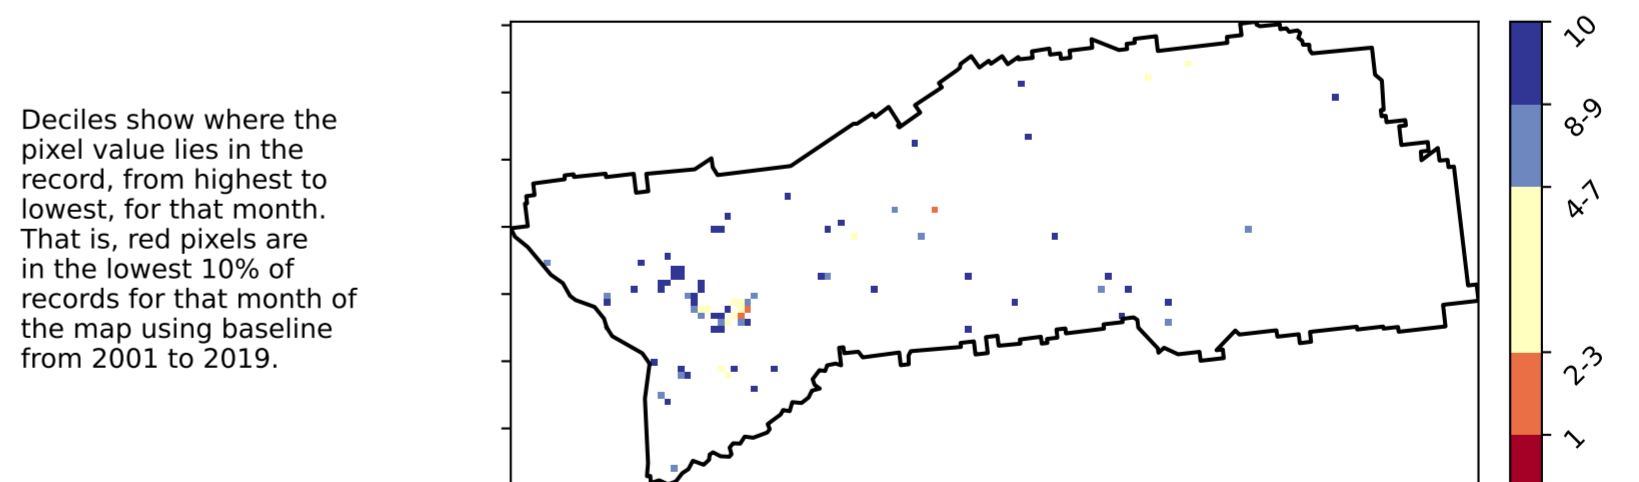 Deciles show where the
pixel value lies in the
record, from highest to
lowest, for that month.
That is, red pixels are
in the lowest 10% of
records for that month of
the map using baseline
from 2001 to 2019.
10
8-9
4-7
2-3
1